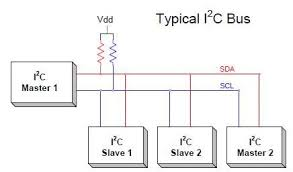 Typical I²C Bus
Vdd
SDA
SCL
I²C
Master 1
I²C
Slave 1
I²C
Slave 2
I²C
Master 2